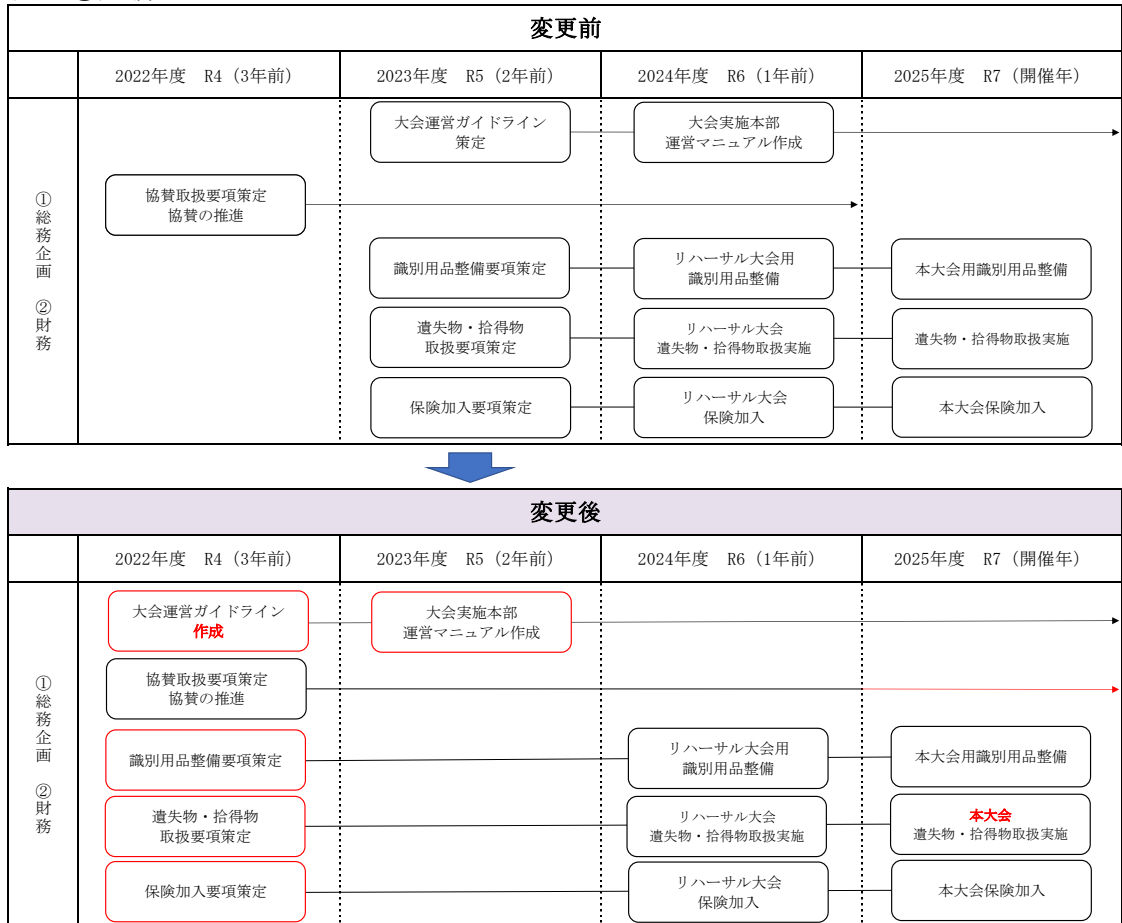 変更前
2022年度 R4（3年前）
2023年度 R5（2年前）
2024年度 R6（1年前）
2025年度 R7（開催年）
①総務企画 ②財務
大会運営ガイドライン
策定
大会実施本部
運営マニュアル作成
協賛取扱要項策定
協賛の推進
識別用品整備要項策定
リハーサル大会用
識別用品整備
本大会用識別用品整備
遺失物・拾得物
取扱要項策定
リハーサル大会
遺失物・拾得物取扱実施
遺失物・拾得物取扱実施
保険加入要項策定
リハーサル大会
保険加入
本大会保険加入
変更後
2022年度 R4（3年前）
2023年度 R5（2年前）
2024年度 R6（1年前）
2025年度 R7（開催年）
①総務企画 ②財務
大会運営ガイドライン
作成
大会実施本部
運営マニュアル作成
協賛取扱要項策定
協賛の推進
識別用品整備要項策定
リハーサル大会用
識別用品整備
本大会用識別用品整備
遺失物・拾得物
取扱要項策定
リハーサル大会
遺失物・拾得物取扱実施
本大会
遺失物・拾得物取扱実施
保険加入要項策定
リハーサル大会
保険加入
本大会保険加入